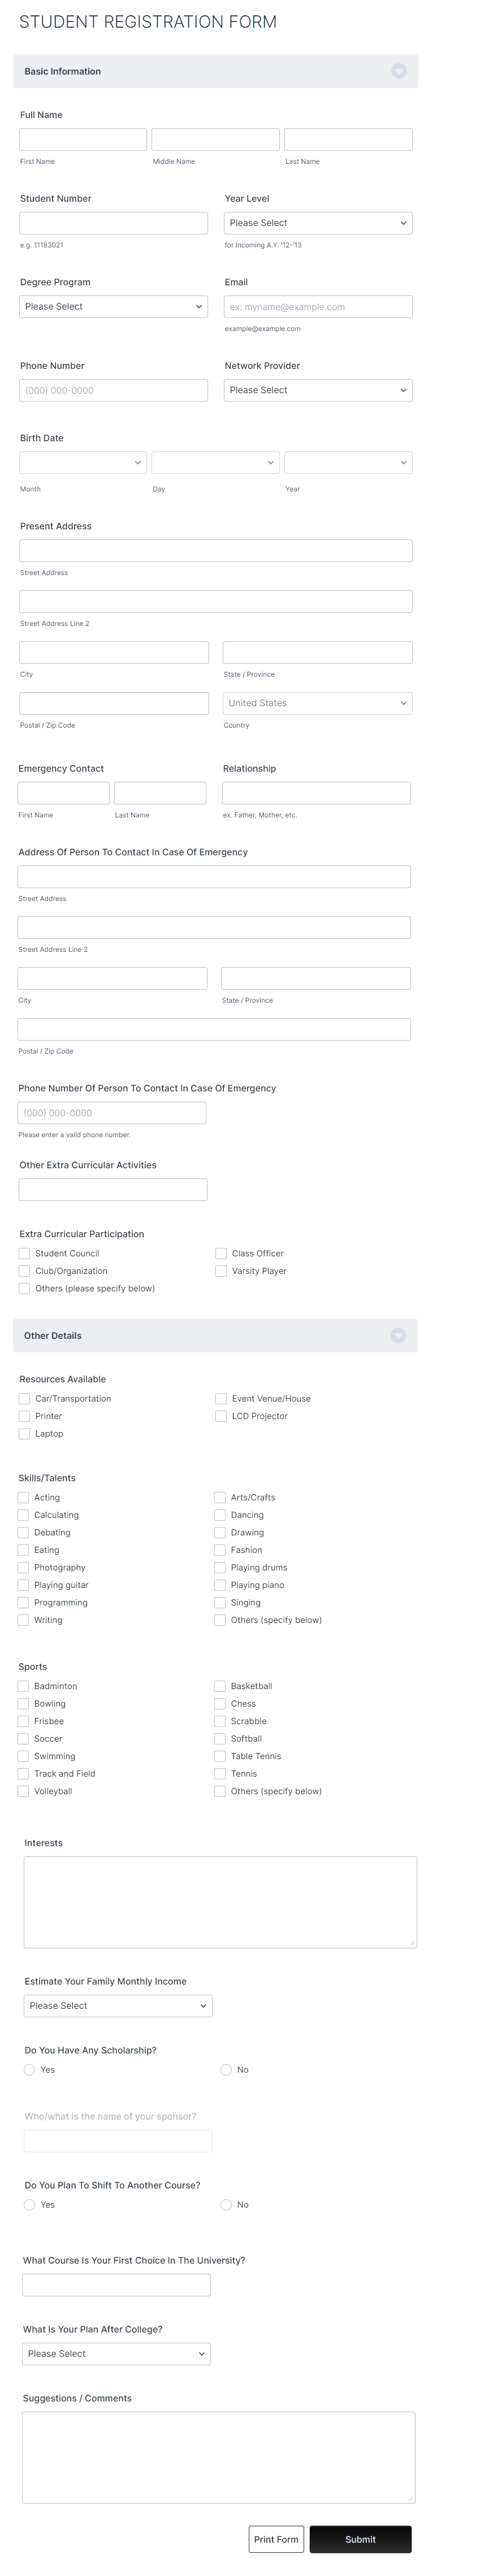 STUDENT REGISTRATION FORM
Basic Information
Full Name
First Name Middle Name Last Name
Student Number Year Level
Please Select
e.g. 11183021 for Incoming A.Y. '12-'13
Degree Program Email
Please Select ex: myname@example.com
example@example.com
Phone Number Network Provider
(000) 000-0000 Please Select
Birth Date
Month Day Year
Present Address
Street Address
Street Address Line 2
City State / Province
United States
Postal / Zip Code Country
Emergency Contact Relationship
First Name Last Name ex. Father, Mother, etc.
Address Of Person To Contact In Case Of Emergency
Street Address
Street Address Line 2
City State / Province
Postal / Zip Code
Phone Number Of Person To Contact In Case Of Emergency
(000) 000-0000
Please enter a valid phone number.
Other Extra Curricular Activities
Extra Curricular Participation
Student Council Class Officer
Club/Organization Varsity Player
Others (please specify below)
Other Details
Resources Available
Car/Transportation Event Venue/House
Printer LCD Projector
Laptop
Skills/Talents
Acting Arts/Crafts
Calculating Dancing
Debating Drawing
Eating Fashion
Photography Playing drums
Playing guitar Playing piano
Programming Singing
Writing Others (specify below)
Sports
Badminton Basketball
Bowling Chess
Frisbee Scrabble
Soccer Softball
Swimming Table Tennis
Track and Field Tennis
Volleyball Others (specify below)
Interests
Estimate Your Family Monthly Income
Please Select
Do You Have Any Scholarship?
Yes No
Who/what is the name of your sponsor?
Do You Plan To Shift To Another Course?
Yes No
What Course Is Your First Choice In The University?
What Is Your Plan After College?
Please Select
Suggestions / Comments
Print Form Submit